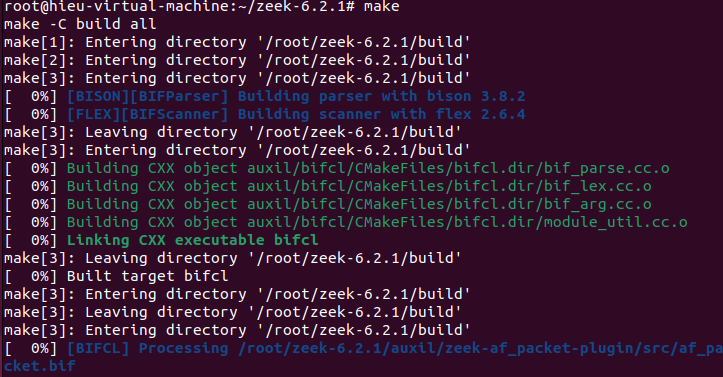 root@hieu-virtual-machine:~/zeek-6.2.1# make
make -C build all
make[1]: Entering directory '/root/zeek-6.2.1/build'
make[2]: Entering directory '/root/zeek-6.2.1/build'
make[3]: Entering directory '/root/zeek-6.2.1/build'
[  0%] [BISON][BIFParser] Building parser with bison 3.8.2
[  0%] [FLEX][BIFScanner] Building scanner with flex 2.6.4
make[3]: Leaving directory '/root/zeek-6.2.1/build'
make[3]: Entering directory '/root/zeek-6.2.1/build'
[  0%] Building CXX object auxil/bifcl/CMakeFiles/bifcl.dir/bif_parse.cc.o
[  0%] Building CXX object auxil/bifcl/CMakeFiles/bifcl.dir/bif_lex.cc.o
[  0%] Building CXX object auxil/bifcl/CMakeFiles/bifcl.dir/bif_arg.cc.o
[  0%] Building CXX object auxil/bifcl/CMakeFiles/bifcl.dir/module_util.cc.o
[  0%] Linking CXX executable bifcl
make[3]: Leaving directory '/root/zeek-6.2.1/build'
[  0%] Built target bifcl
make[3]: Entering directory '/root/zeek-6.2.1/build'
make[3]: Leaving directory '/root/zeek-6.2.1/build'
make[3]: Entering directory '/root/zeek-6.2.1/build'
[  0%] [BIFCL] Processing /root/zeek-6.2.1/auxil/zeek-af_packet-plugin/src/af_pa
cket.bif